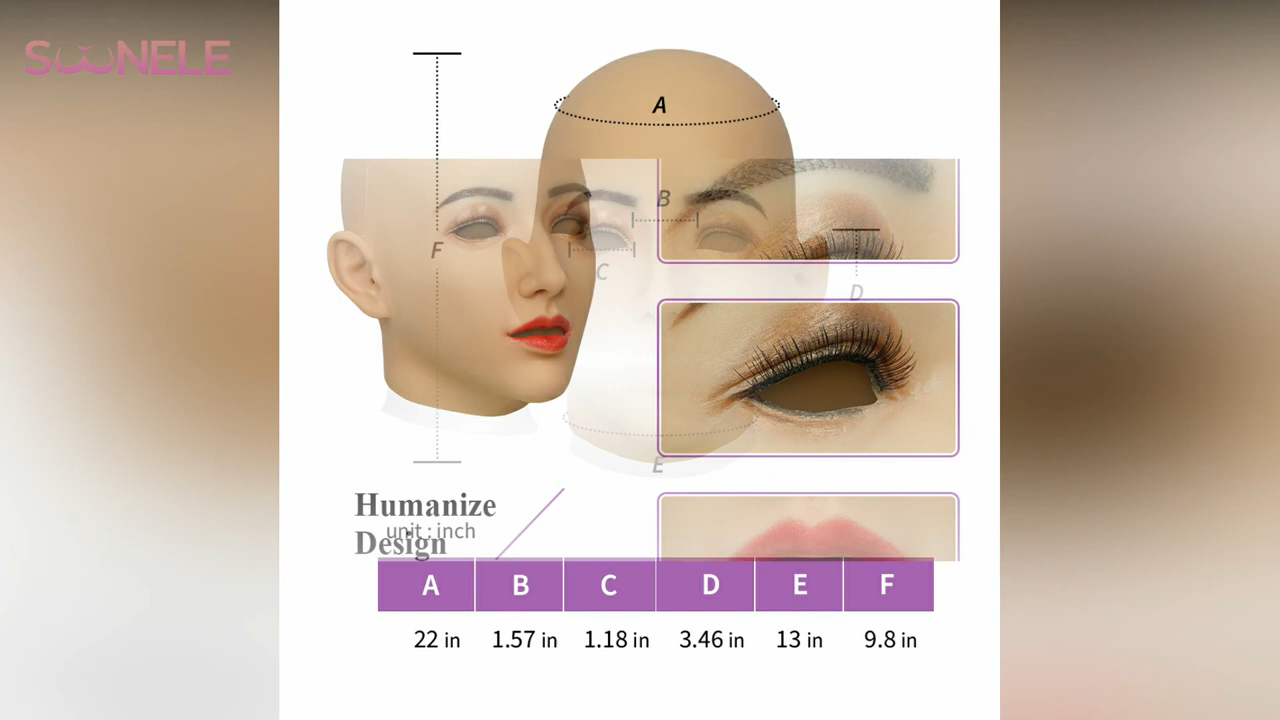 SOONELE
A
B
F
C
D
E
Humanize
Design
unit : inch
A B C D E F
22 in 1.57 in 1.18 in 3.46 in 13 in 9.8 in